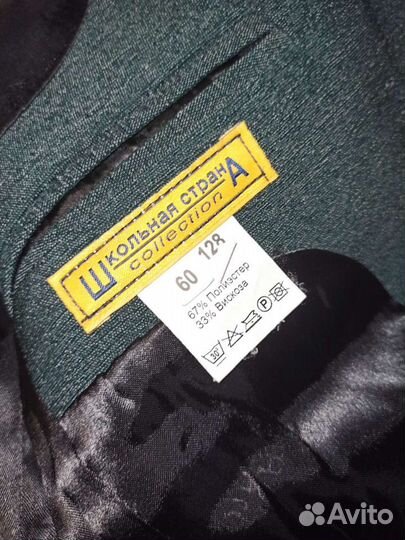 Школьная странА
collection
60 128
67% Полиэстер
33% Вискоза
30° P
Avito